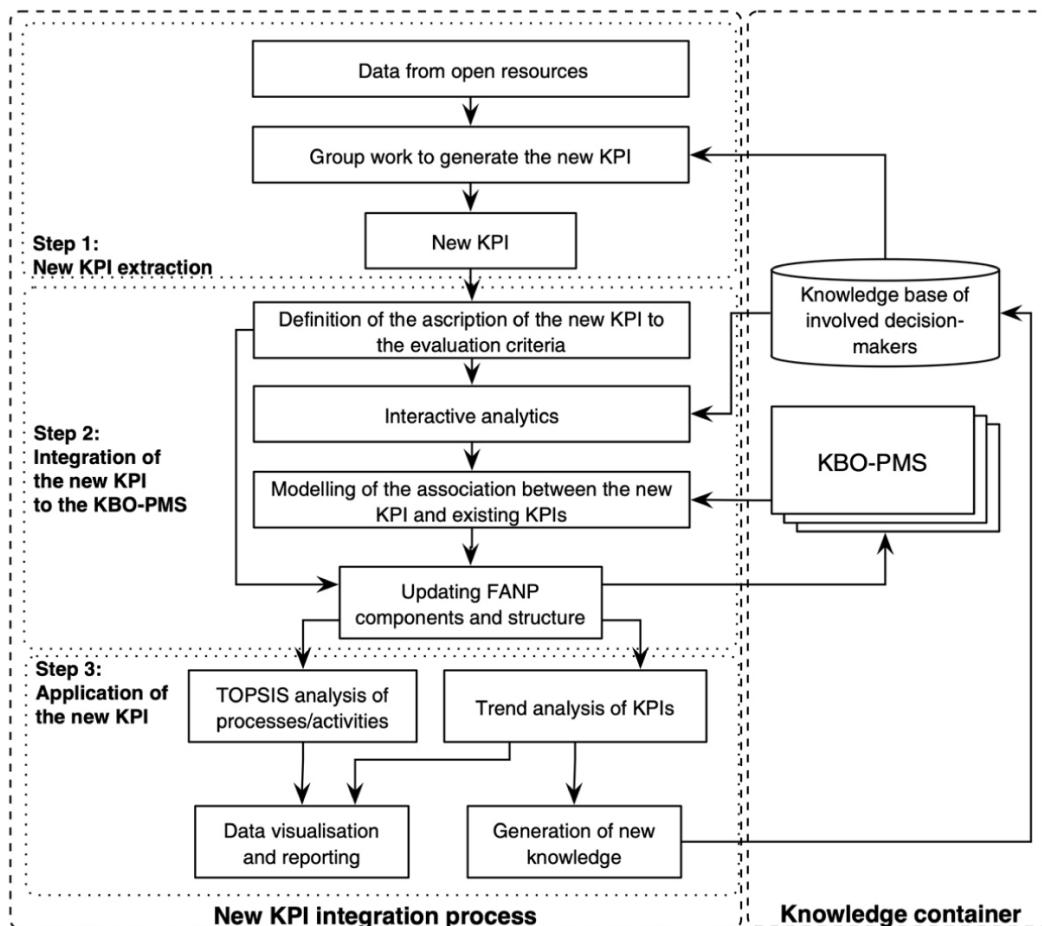 Data from open resources
Group work to generate the new KPI
New KPI
Step 1:
New KPI extraction
Knowledge base of
involved decision-
makers
Definition of the ascription of the new KPI to
the evaluation criteria
Interactive analytics
Step 2:
Integration of
the new KPI
to the KBO-PMS
KBO-PMS
Modelling of the association between the new
KPI and existing KPIs
Updating FANP
components and structure
Step 3:
Application of
the new KPI
TOPSIS analysis of
processes/activities
Trend analysis of KPIs
Data visualisation
and reporting
Generation of new
knowledge
New KPI integration process
Knowledge container